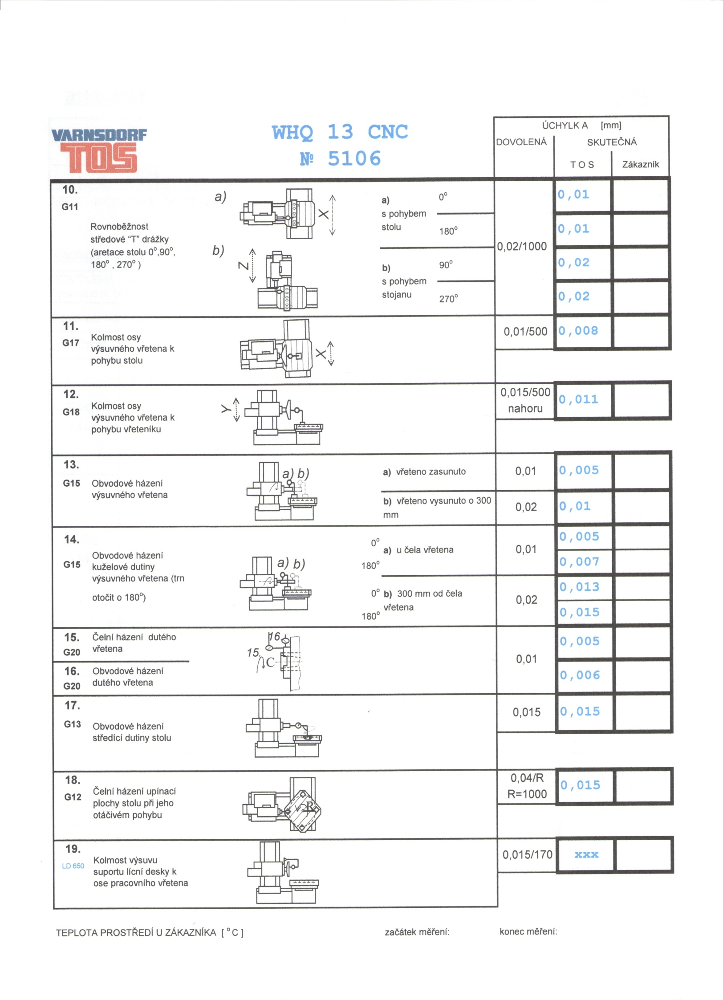 VARNSDORF
TOS
WHQ 13 CNC
№ 5106
ÚCHYLKA [mm]
DOVOLENÁ
SKUTEČNÁ
TOS
Zákazník
10.
G11
Rovnoběžnost
středové “T” drážky
(aretace stolu 0°,90°,
180° , 270° )
a)
X
b)
Z
a)
s pohybem
stolu
0°
180°
b)
s pohybem
stojanu
90°
270°
0,02/1000
0,01
0,01
0,02
0,02
11.
G17
Kolmost osy
výsuvného vřetena k
pohybu stolu
X
0,01/500
0,008
12.
G18
Kolmost osy
výsuvného vřetena k
pohybu vřeteníku
Y
0,015/500
nahoru
0,011
13.
G15
Obvodové házení
výsuvného vřetena
a) b)
a) vřeteno zasunuto
0,01
0,005
b) vřeteno vysunuto o 300
mm
0,02
0,01
14.
G15
Obvodové házení
kuželové dutiny
výsuvného vřetena (trn
otočit o 180°)
a) b)
0°
a) u čela vřetena
180°
0,01
0,005
0,007
0°
b) 300 mm od čela
vřetena
180°
0,02
0,013
0,015
15.
G20
Čelní házení dutého
vřetena
16.
15.
C
0,01
0,005
16.
G20
Obvodové házení
dutého vřetena
0,006
17.
G13
Obvodové házení
středící dutiny stolu
0,015
0,015
18.
G12
Čelní házení upínací
plochy stolu při jeho
otáčivém pohybu
R
0,04/R
R=1000
0,015
19.
LD 650
Kolmost výsuvu
suportu lícní desky k
ose pracovního vřetena
0,015/170
xxx
TEPLOTA PROSTŘEDÍ U ZÁKAZNÍKA [ °C ]
začátek měření:
konec měření: